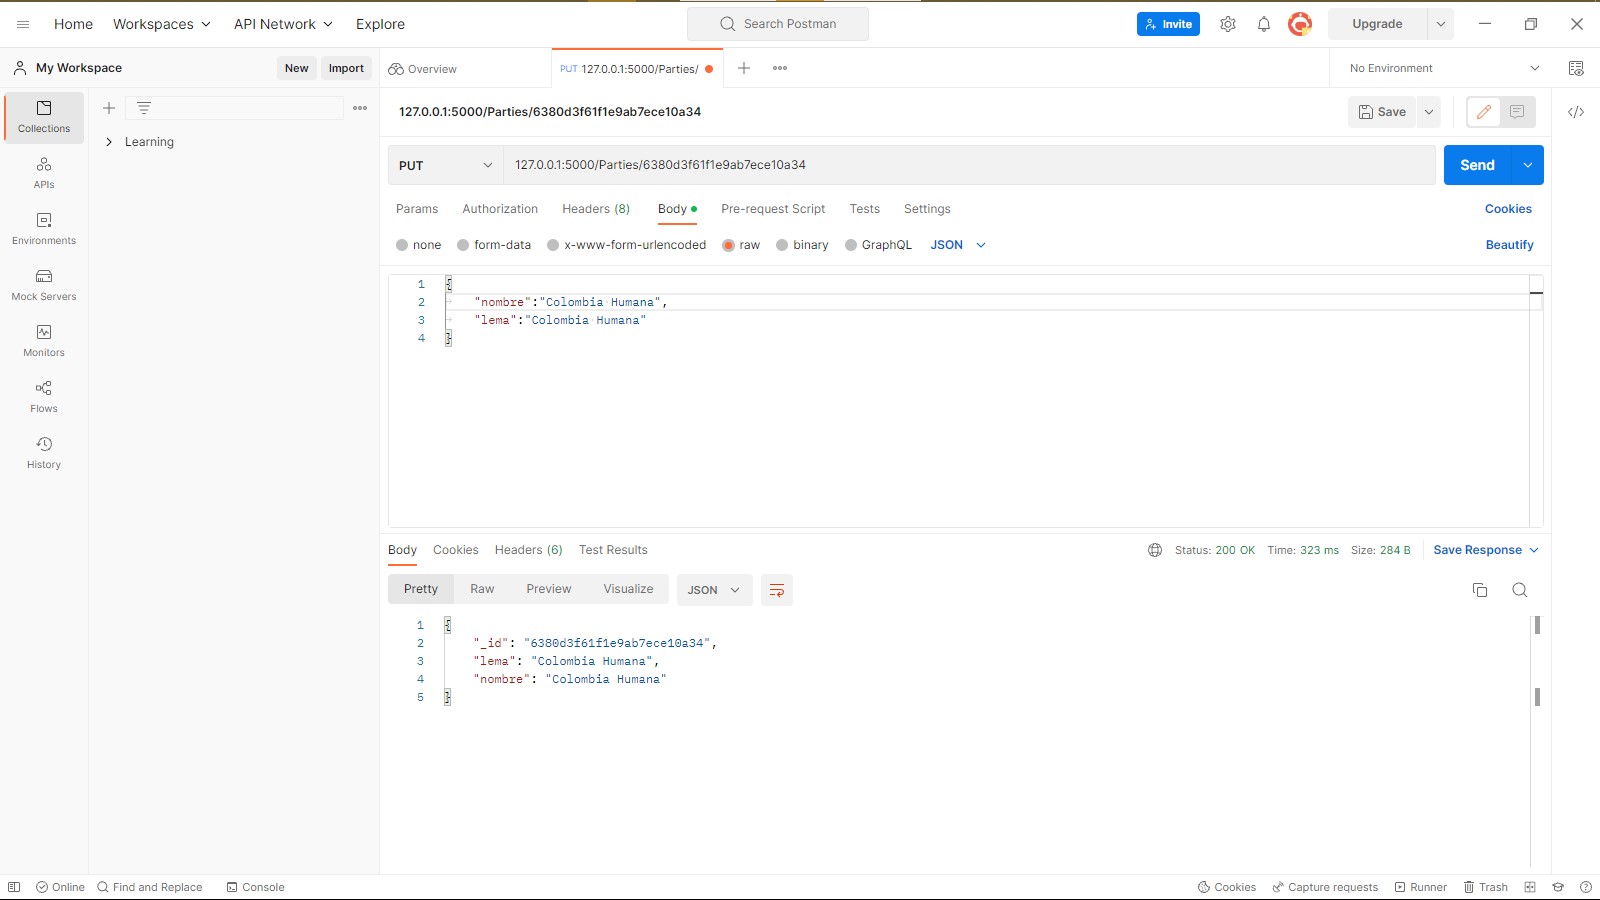 Home Workspaces API Network Explore Search Postman Invite Upgrade
My Workspace New Import Overview PUT 127.0.0.1:5000/Parties/ No Environment
Collections
Learning
APIs
Environments
Mock Servers
Monitors
Flows
History
127.0.0.1:5000/Parties/6380d3f61f1e9ab7ece10a34 Save
PUT 127.0.0.1:5000/Parties/6380d3f61f1e9ab7ece10a34 Send
Params Authorization Headers (8) Body Pre-request Script Tests Settings Cookies
none form-data x-www-form-urlencoded raw binary GraphQL JSON Beautify
1 {
2 "nombre":"Colombia Humana",
3 "lema":"Colombia Humana"
4 }
Body Cookies Headers (6) Test Results Status: 200 OK Time: 323 ms Size: 284 B Save Response
Pretty Raw Preview Visualize JSON
1 {
2 "_id": "6380d3f61f1e9ab7ece10a34",
3 "lema": "Colombia Humana",
4 "nombre": "Colombia Humana"
5 }
Online Find and Replace Console Cookies Capture requests Runner Trash